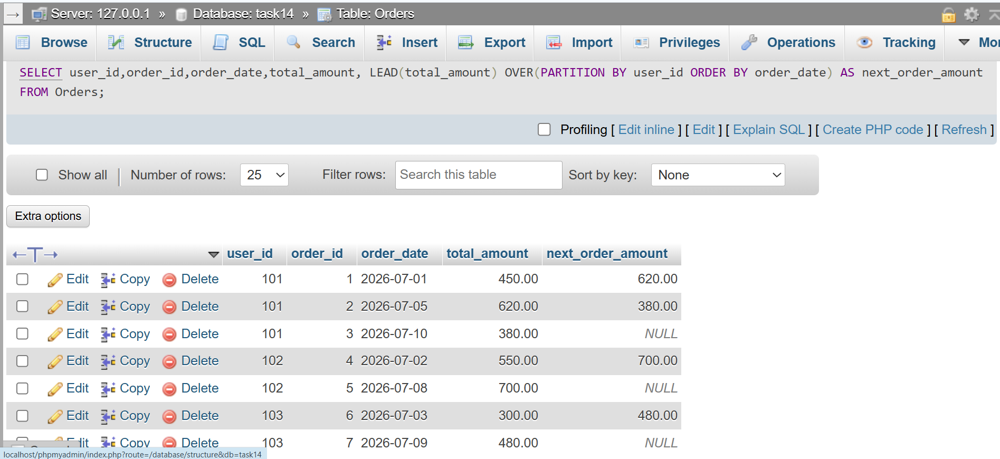 Server: 127.0.0.1 » Database: task14 » Table: Orders
Browse Structure SQL Search Insert Export Import Privileges Operations Tracking
SELECT user_id,order_id,order_date,total_amount, LEAD(total_amount) OVER(PARTITION BY user_id ORDER BY order_date) AS next_order_amount
FROM Orders;
Profiling [ Edit inline ] [ Edit ] [ Explain SQL ] [ Create PHP code ] [ Refresh ]
Show all | Number of rows: 25 Filter rows: Search this table Sort by key: None
Extra options
user_id order_id order_date total_amount next_order_amount
Edit Copy Delete 101 1 2026-07-01 450.00 620.00
Edit Copy Delete 101 2 2026-07-05 620.00 380.00
Edit Copy Delete 101 3 2026-07-10 380.00 NULL
Edit Copy Delete 102 4 2026-07-02 550.00 700.00
Edit Copy Delete 102 5 2026-07-08 700.00 NULL
Edit Copy Delete 103 6 2026-07-03 300.00 480.00
Edit Copy Delete 103 7 2026-07-09 480.00 NULL
localhost/phpmyadmin/index.php?route=/database/structure&db=task14